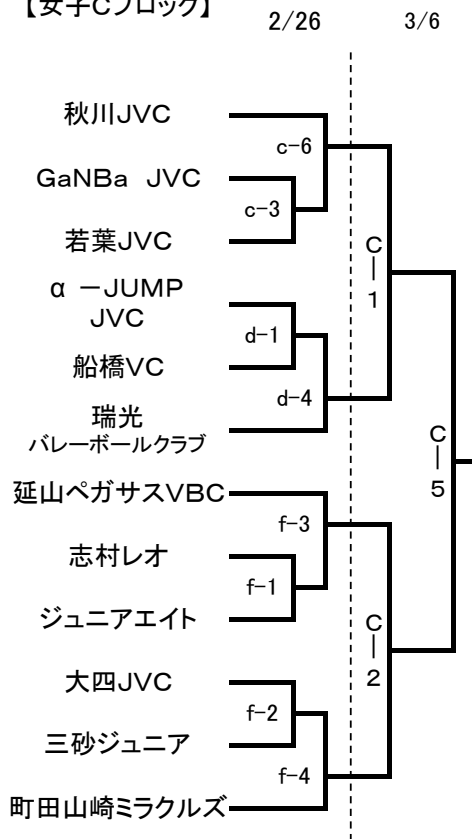 【女子Cブロック】
2/26
3/6
秋川JVC
c-6
GaNBa JVC
c-3
若葉JVC
C|1
α －JUMP
JVC
d-1
船橋VC
d-4
瑞光
バレーボールクラブ
C|5
延山ペガサスVBC
f-3
志村レオ
f-1
ジュニアエイト
C|2
大四JVC
f-2
三砂ジュニア
f-4
町田山崎ミラクルズ